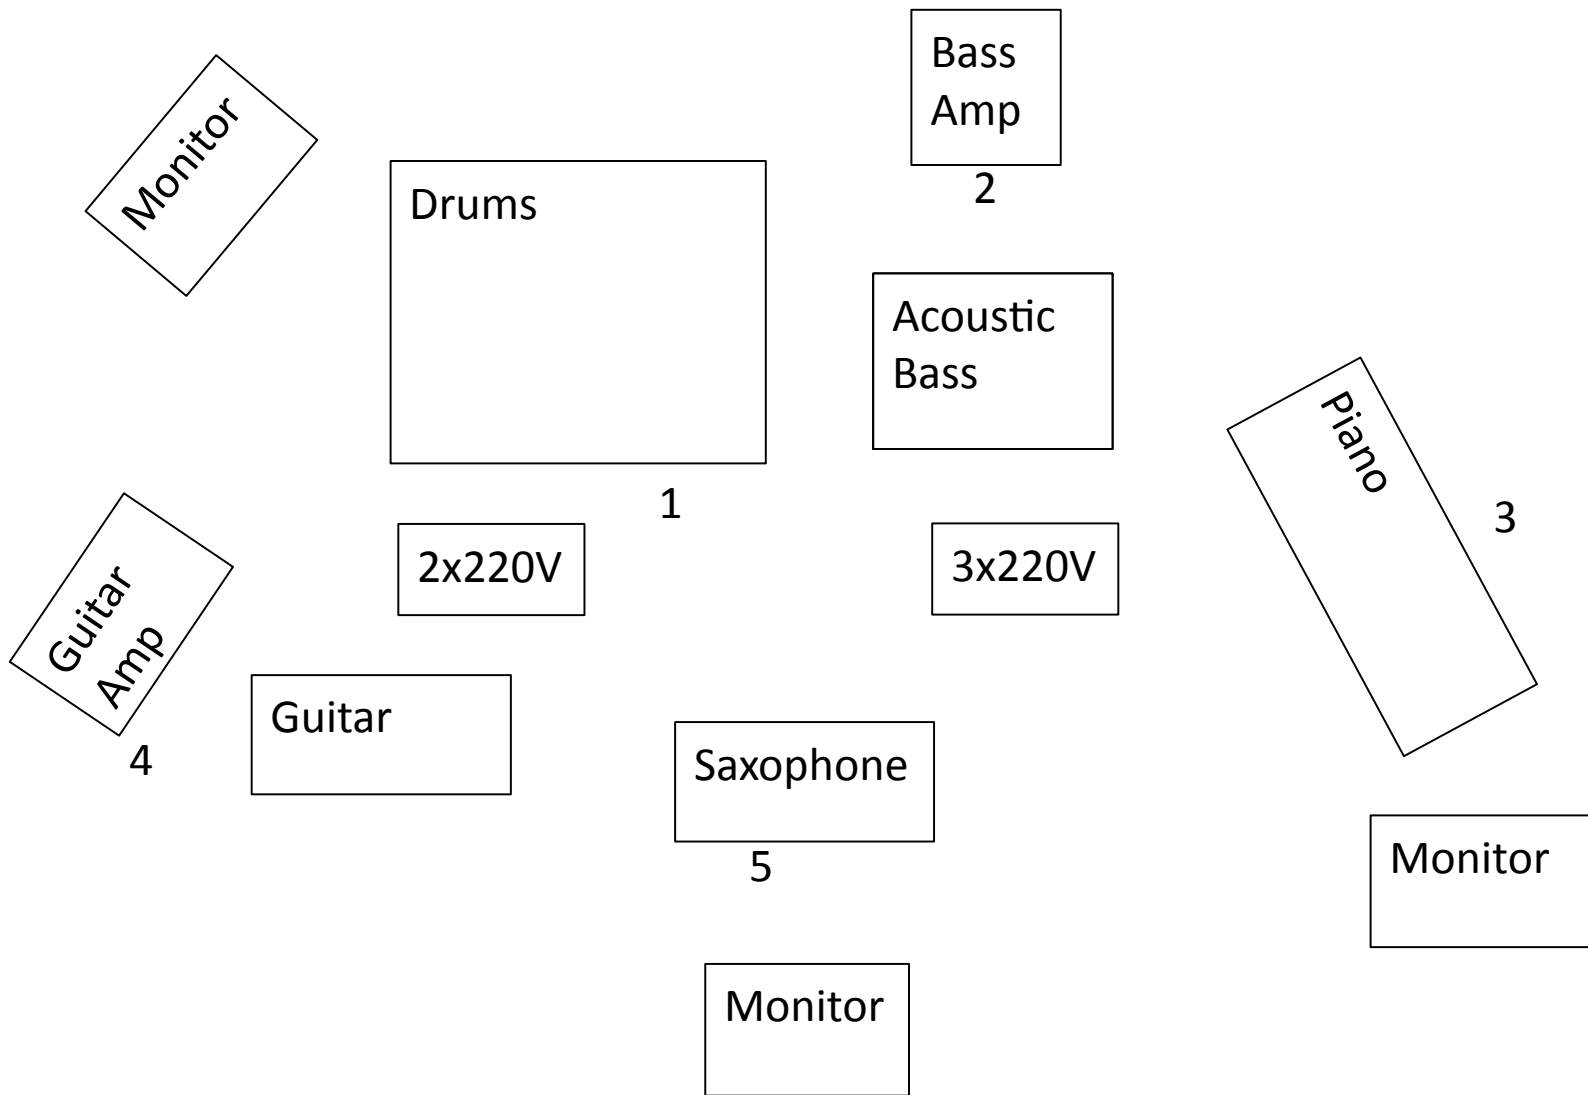 Bass
Amp
2
Monitor
Drums
Acoustic
Bass
Piano
1
3
2x220V
3x220V
Guitar
Amp
4
Guitar
Saxophone
5
Monitor
Monitor